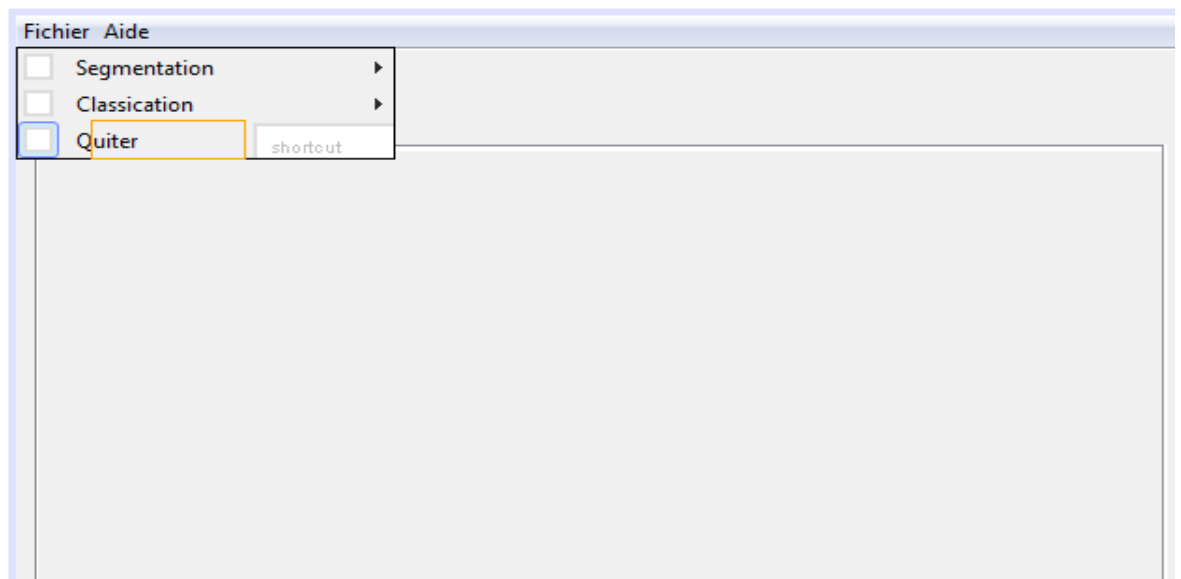 Fichier Aide
Segmentation
Classication
Quiter shortcut